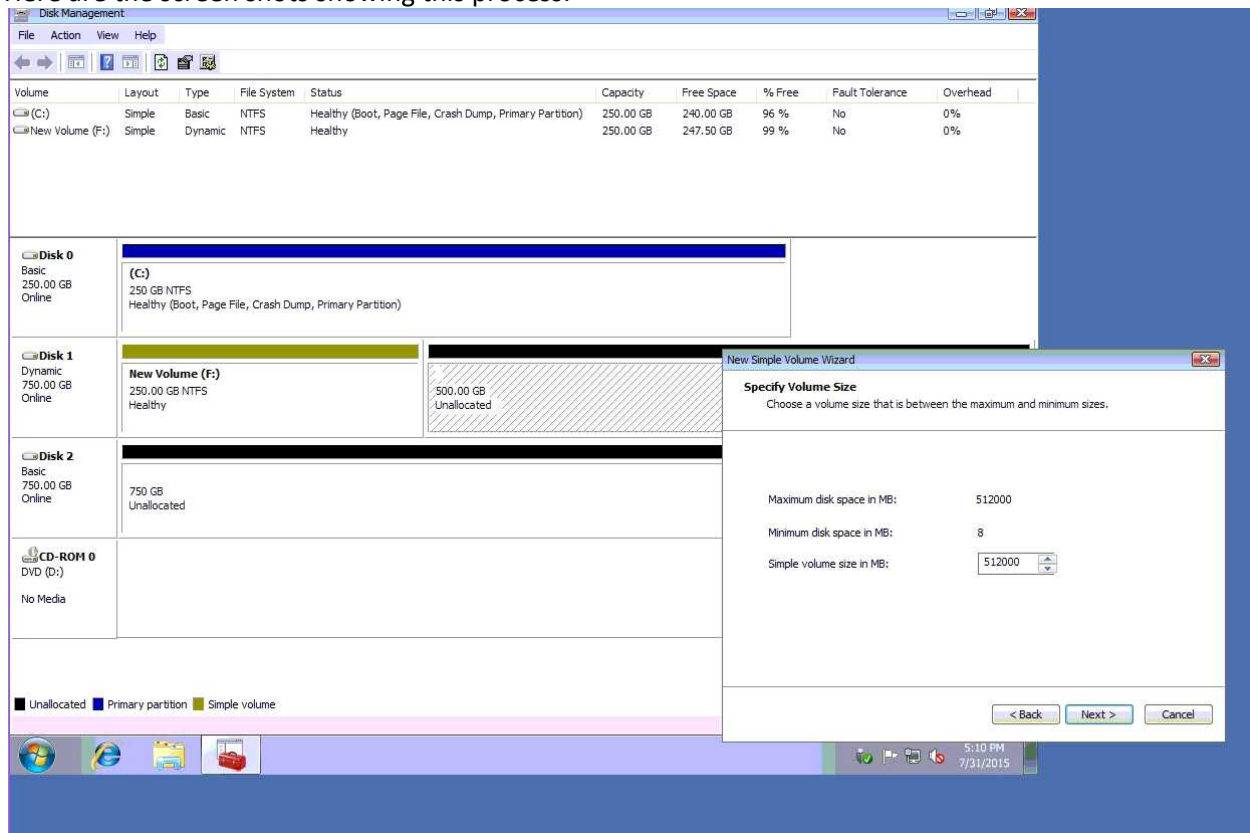 Here are the screen shots showing this process:
Disk Management
File Action View Help
Volume Layout Type File System Status Capacity Free Space % Free Fault Tolerance Overhead
(C:) Simple Basic NTFS Healthy (Boot, Page File, Crash Dump, Primary Partition) 250.00 GB 240.00 GB 96 % No 0%
New Volume (F:) Simple Dynamic NTFS Healthy 250.00 GB 247.50 GB 99 % No 0%
Disk 0
Basic
250.00 GB
Online
(C:)
250 GB NTFS
Healthy (Boot, Page File, Crash Dump, Primary Partition)
Disk 1
Dynamic
750.00 GB
Online
New Volume (F:)
250.00 GB NTFS
Healthy
500.00 GB
Unallocated
Disk 2
Basic
750.00 GB
Online
750 GB
Unallocated
CD-ROM 0
DVD (D:)
No Media
Unallocated Primary partition Simple volume
New Simple Volume Wizard
Specify Volume Size
Choose a volume size that is between the maximum and minimum sizes.
Maximum disk space in MB: 512000
Minimum disk space in MB: 8
Simple volume size in MB: 512000
< Back Next > Cancel
5:10 PM
7/31/2015